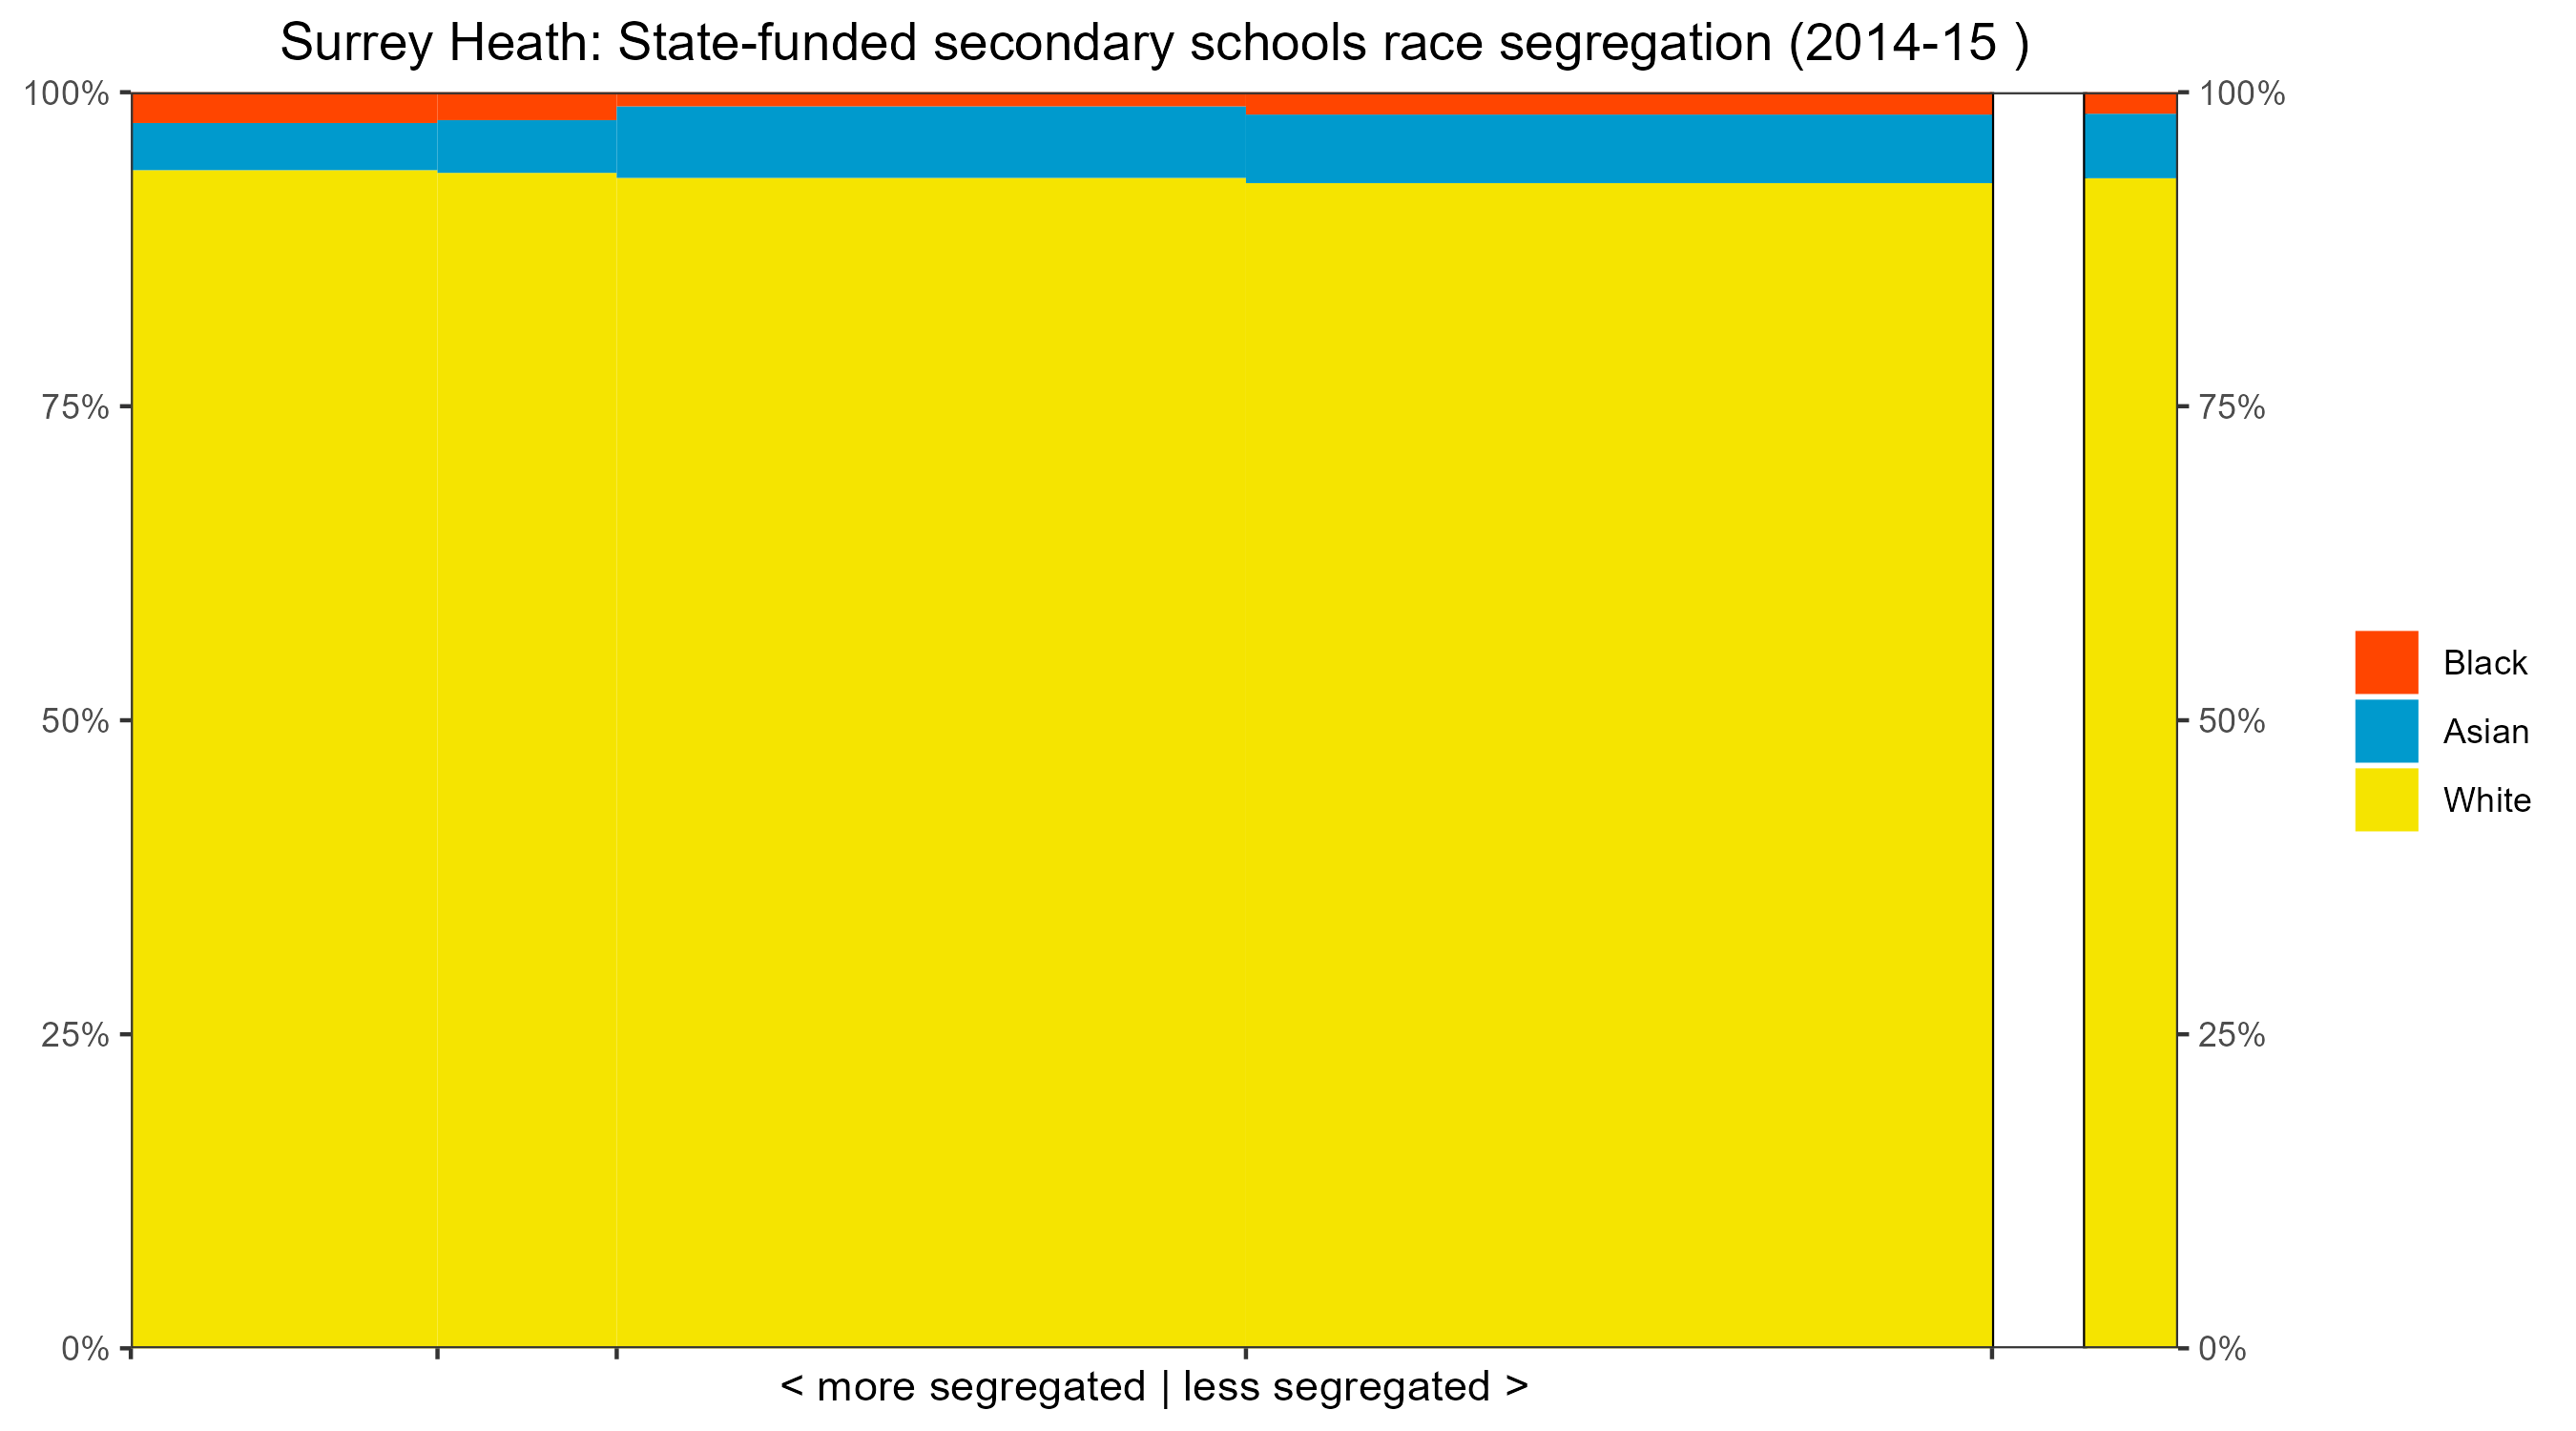 Surrey Heath: State-funded secondary schools race segregation (2014-15 )
100%
75%
50%
25%
0%
100%
75%
50%
25%
0%
Black
Asian
White
< more segregated | less segregated >